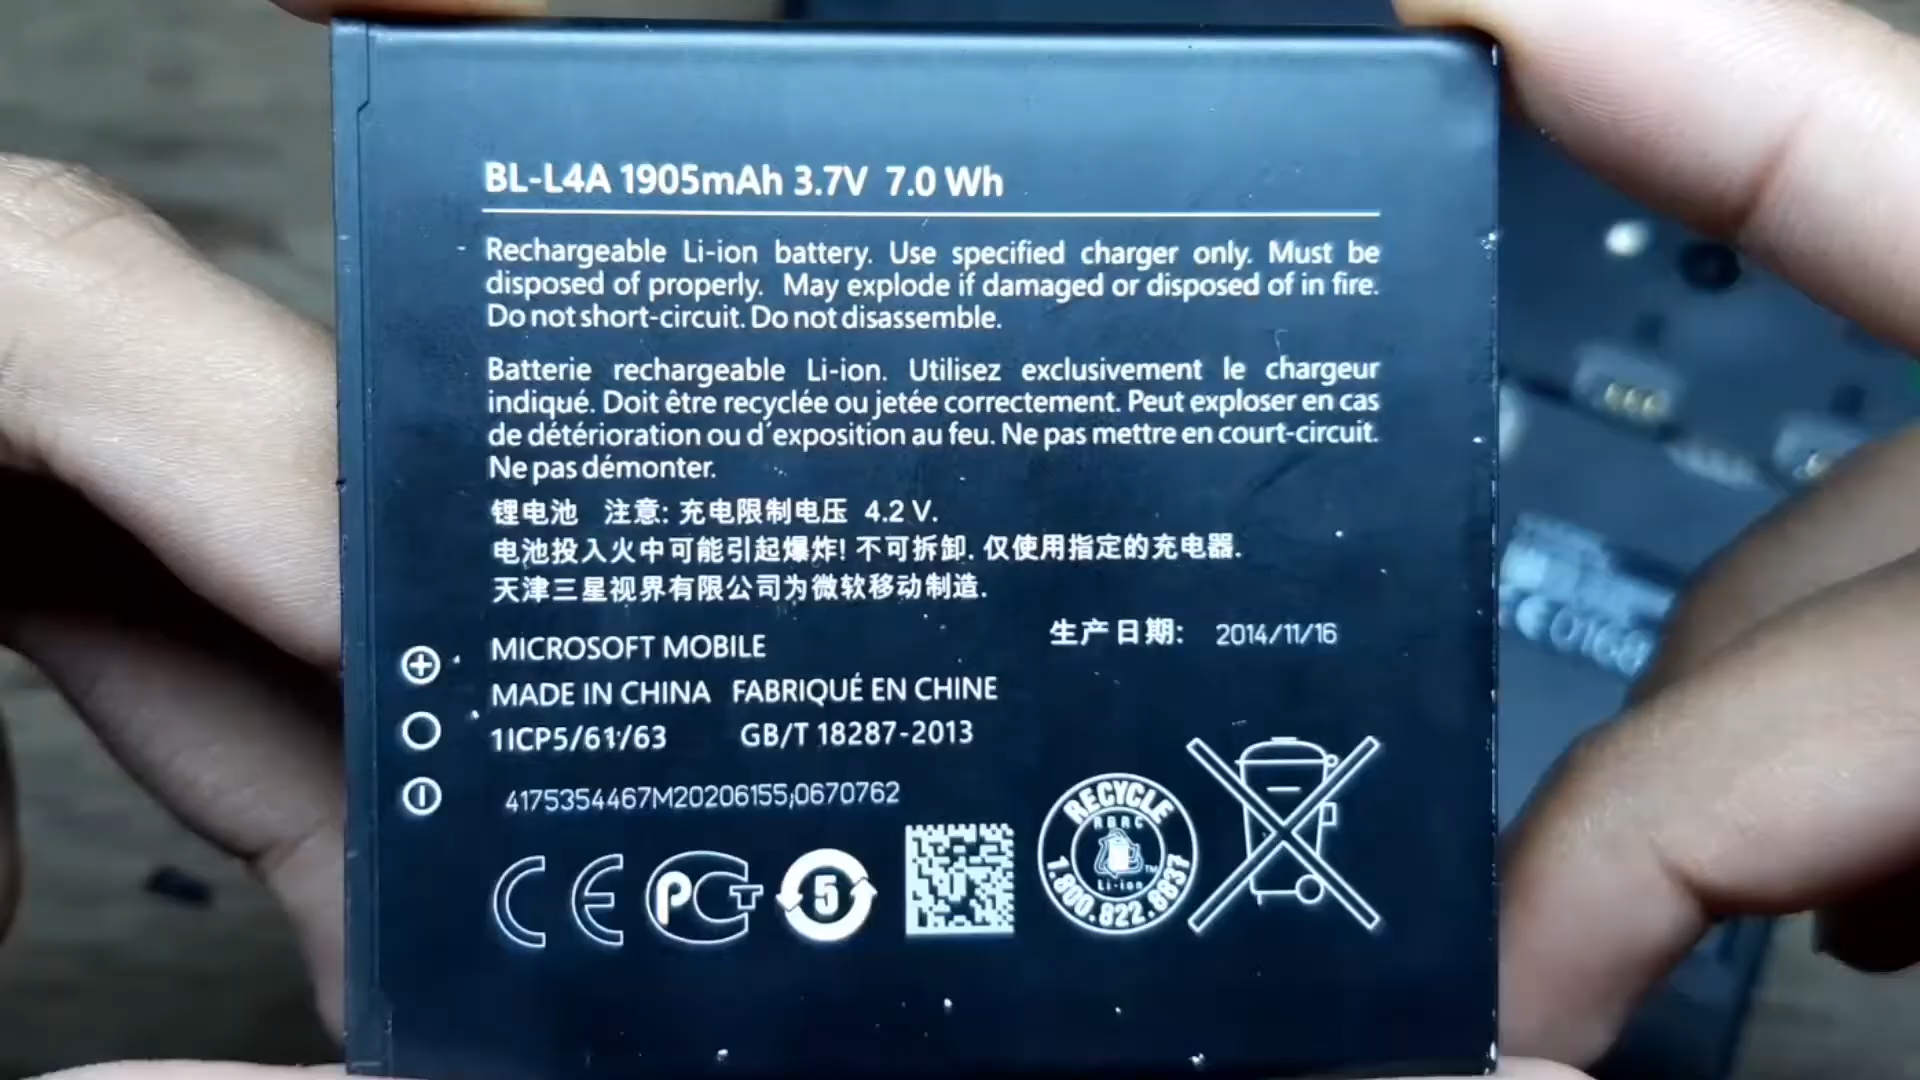 BL-L4A 1905mAh 3.7V 7.0 Wh
Rechargeable Li-ion battery. Use specified charger only. Must be
disposed of properly. May explode if damaged or disposed of in fire.
Do not short-circuit. Do not disassemble.
Batterie rechargeable Li-ion. Utilisez exclusivement le chargeur
indiqué. Doit être recyclée ou jetée correctement. Peut exploser en cas
de détérioration ou d'exposition au feu. Ne pas mettre en court-circuit.
Ne pas démonter.
锂电池 注意: 充电限制电压 4.2 V.
电池投入火中可能引起爆炸! 不可拆卸. 仅使用指定的充电器.
天津三星视界有限公司为微软移动制造.
MICROSOFT MOBILE
生产日期: 2014/11/16
MADE IN CHINA FABRIQUÉ EN CHINE
1ICP5/61/63 GB/T 18287-2013
4175354467M20206155;0670762
CE PCT 5
RECYCLE
RBRC
Li-ion TM
1.800.822.8837
CE0168